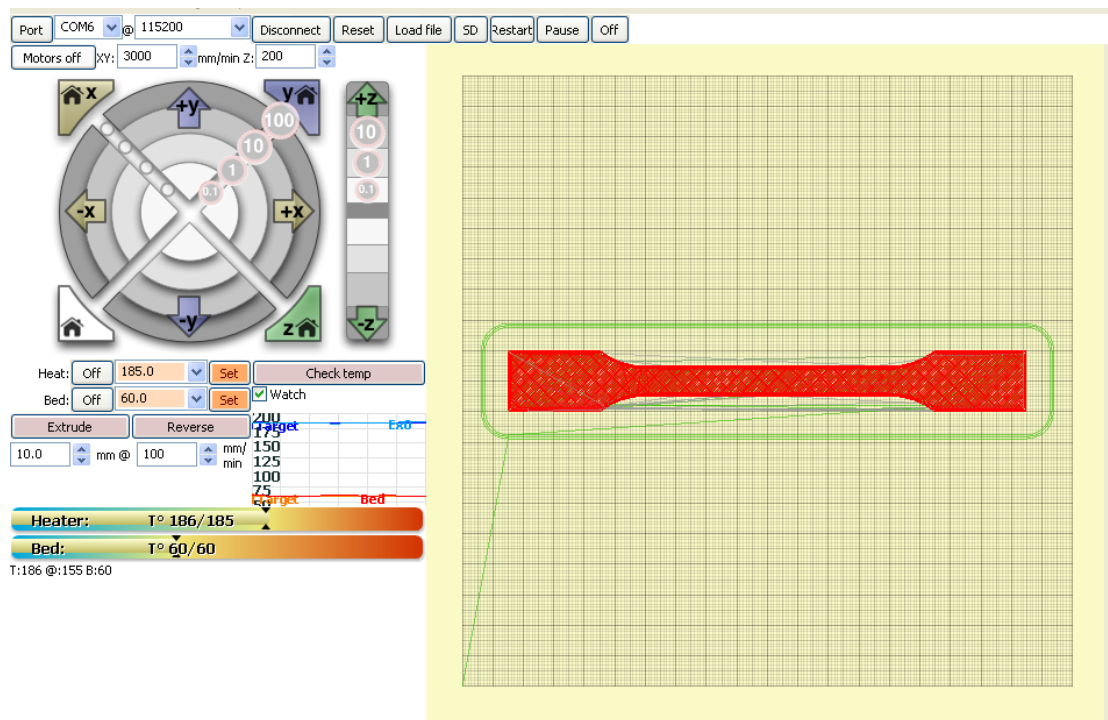 Port COM6 @ 115200 Disconnect Reset Load file SD Restart Pause Off
Motors off XY: 3000 mm/min Z: 200
x y +z
+y
100 10
10
1 1
0.1 0.1
-x +x
-y z -z
Heat: Off 185.0 Set Check temp
Bed: Off 60.0 Set Watch
Extrude Reverse
10.0 mm @ 100 mm/
min
200
Target Ex0
175
150
125
100
75
Target Bed
50
Heater: T° 186/185
Bed: T° 60/60
T:186 @:155 B:60